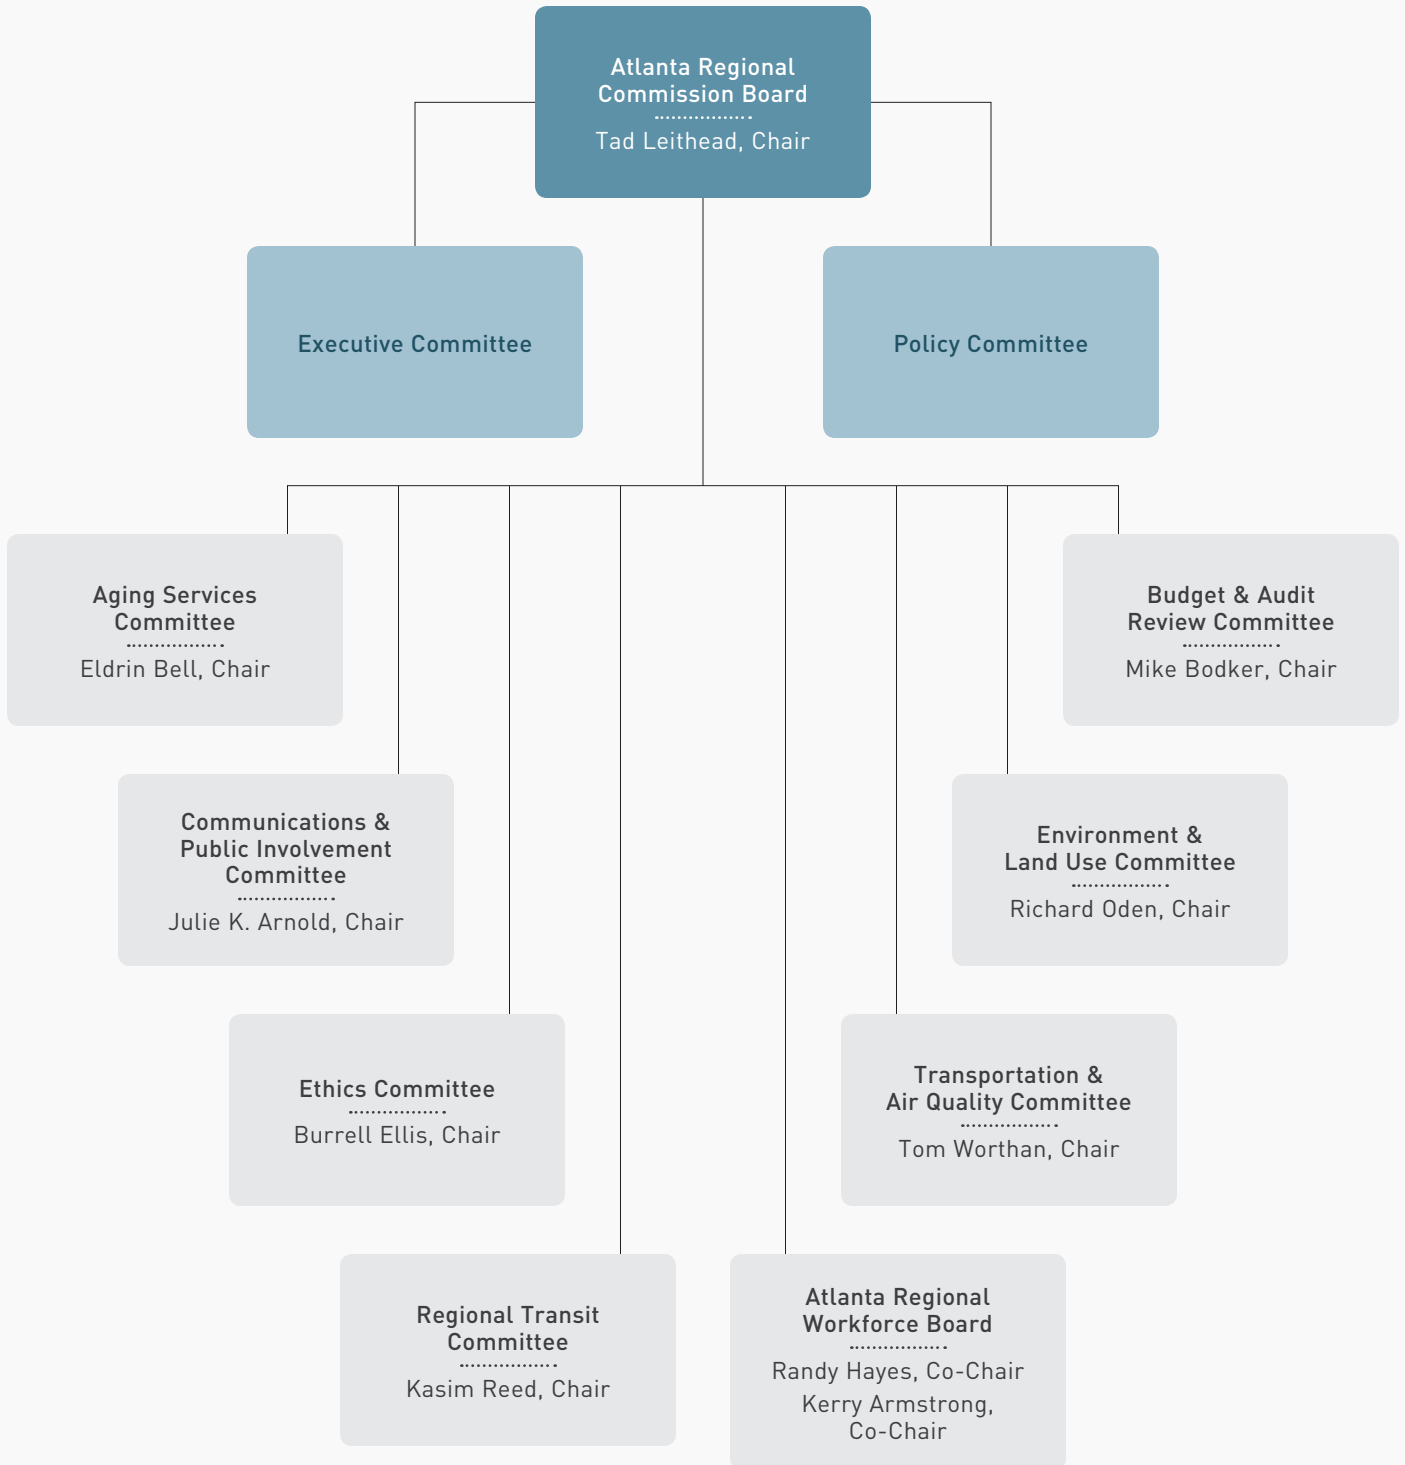 Atlanta Regional
Commission Board
Tad Leithead, Chair
Executive Committee
Policy Committee
Aging Services
Committee
Eldrin Bell, Chair
Budget & Audit
Review Committee
Mike Bodker, Chair
Communications &
Public Involvement
Committee
Julie K. Arnold, Chair
Environment &
Land Use Committee
Richard Oden, Chair
Ethics Committee
Burrell Ellis, Chair
Transportation &
Air Quality Committee
Tom Worthan, Chair
Regional Transit
Committee
Kasim Reed, Chair
Atlanta Regional
Workforce Board
Randy Hayes, Co-Chair
Kerry Armstrong,
Co-Chair